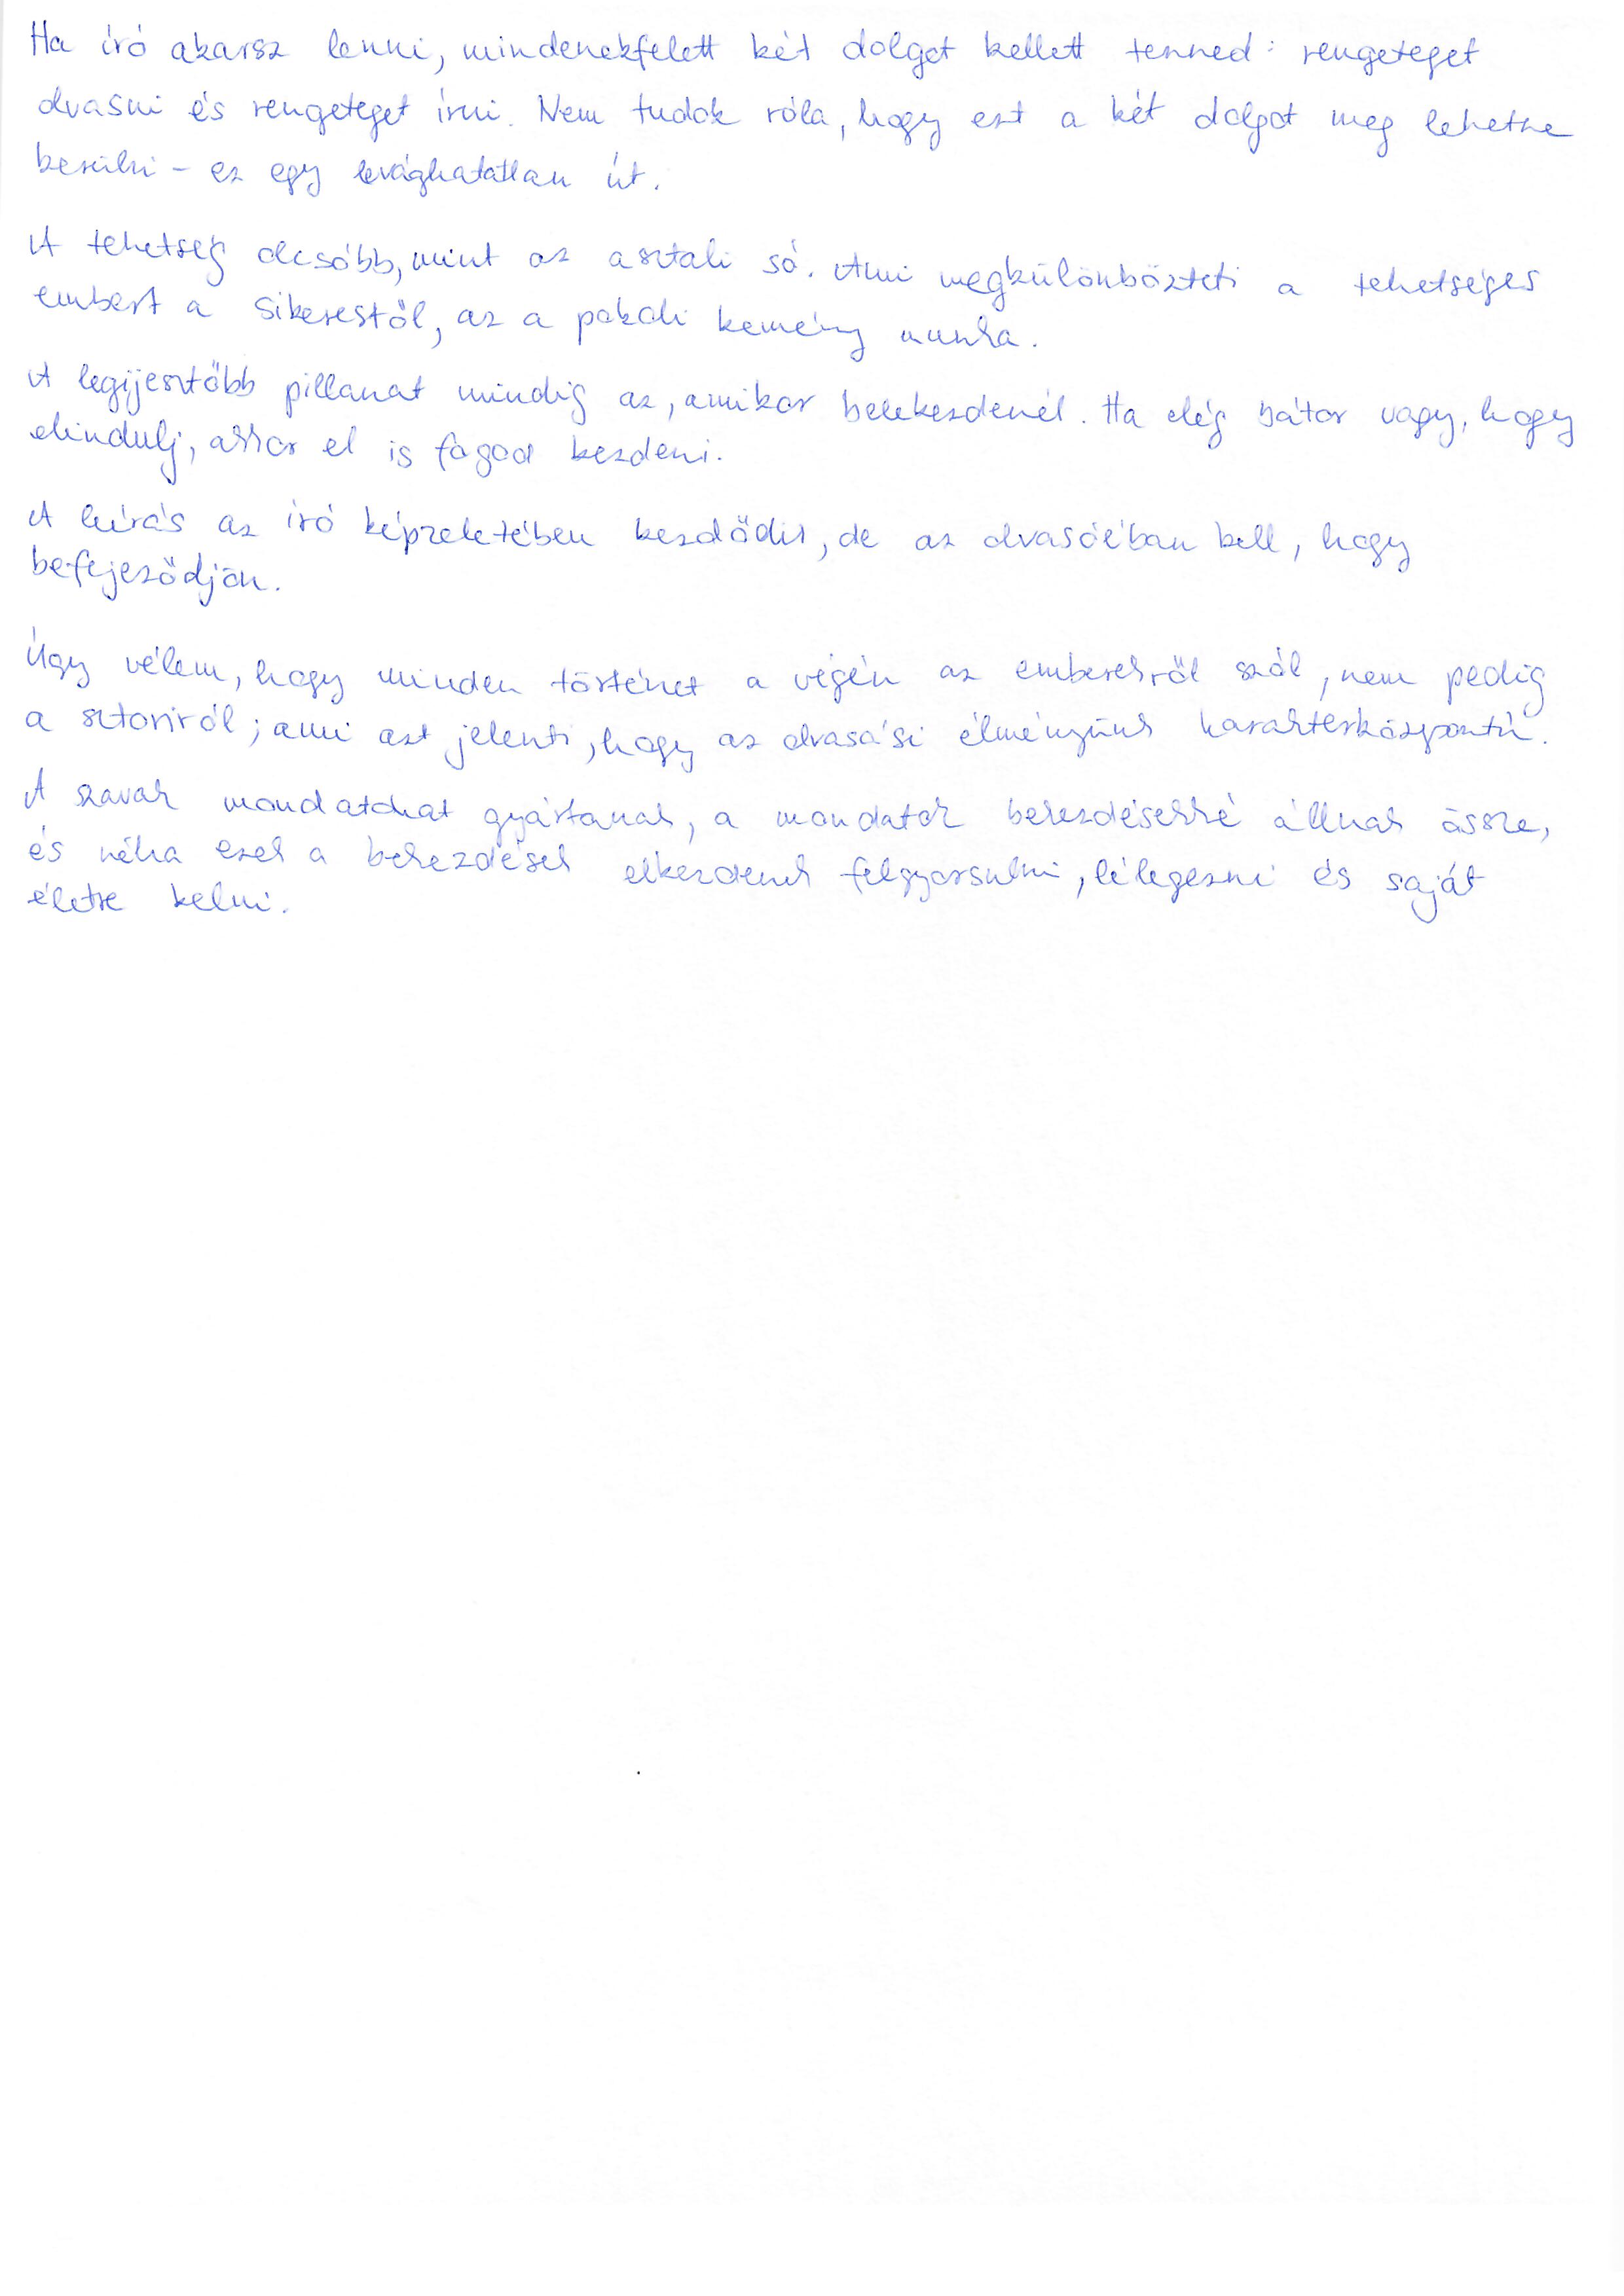 Ha író akarsz lenni, mindenekfelett két dolgot kellett tenned: rengeteget
olvasni és rengeteget írni. Nem tudok róla, hogy ezt a két dolgot meg lehetne
kerülni - ez egy levághatatlan út.
A tehetség olcsóbb, mint az asztali só. Ami megkülönbözteti a tehetséges
embert a sikerestől, az a pokoli kemény munka.
A legijesztőbb pillanat mindig az, amikor belekezdenél. Ha elég bátor vagy, hogy
elindulj, akkor el is fogod kezdeni.
A leírás az író képzeletében kezdődik, de az olvasóéban kell, hogy
befejeződjön.
Úgy vélem, hogy minden történet a végén az emberekről szól, nem pedig
a sztoriról; ami azt jelenti, hogy az olvasási élményünk karakterközpontú.
A szavak mondatokat gyártanak, a mondatok bekezdésekké állnak össze,
és néha ezek a bekezdések elkezdenek felgyorsulni, lélegezni és saját
életre kelni.